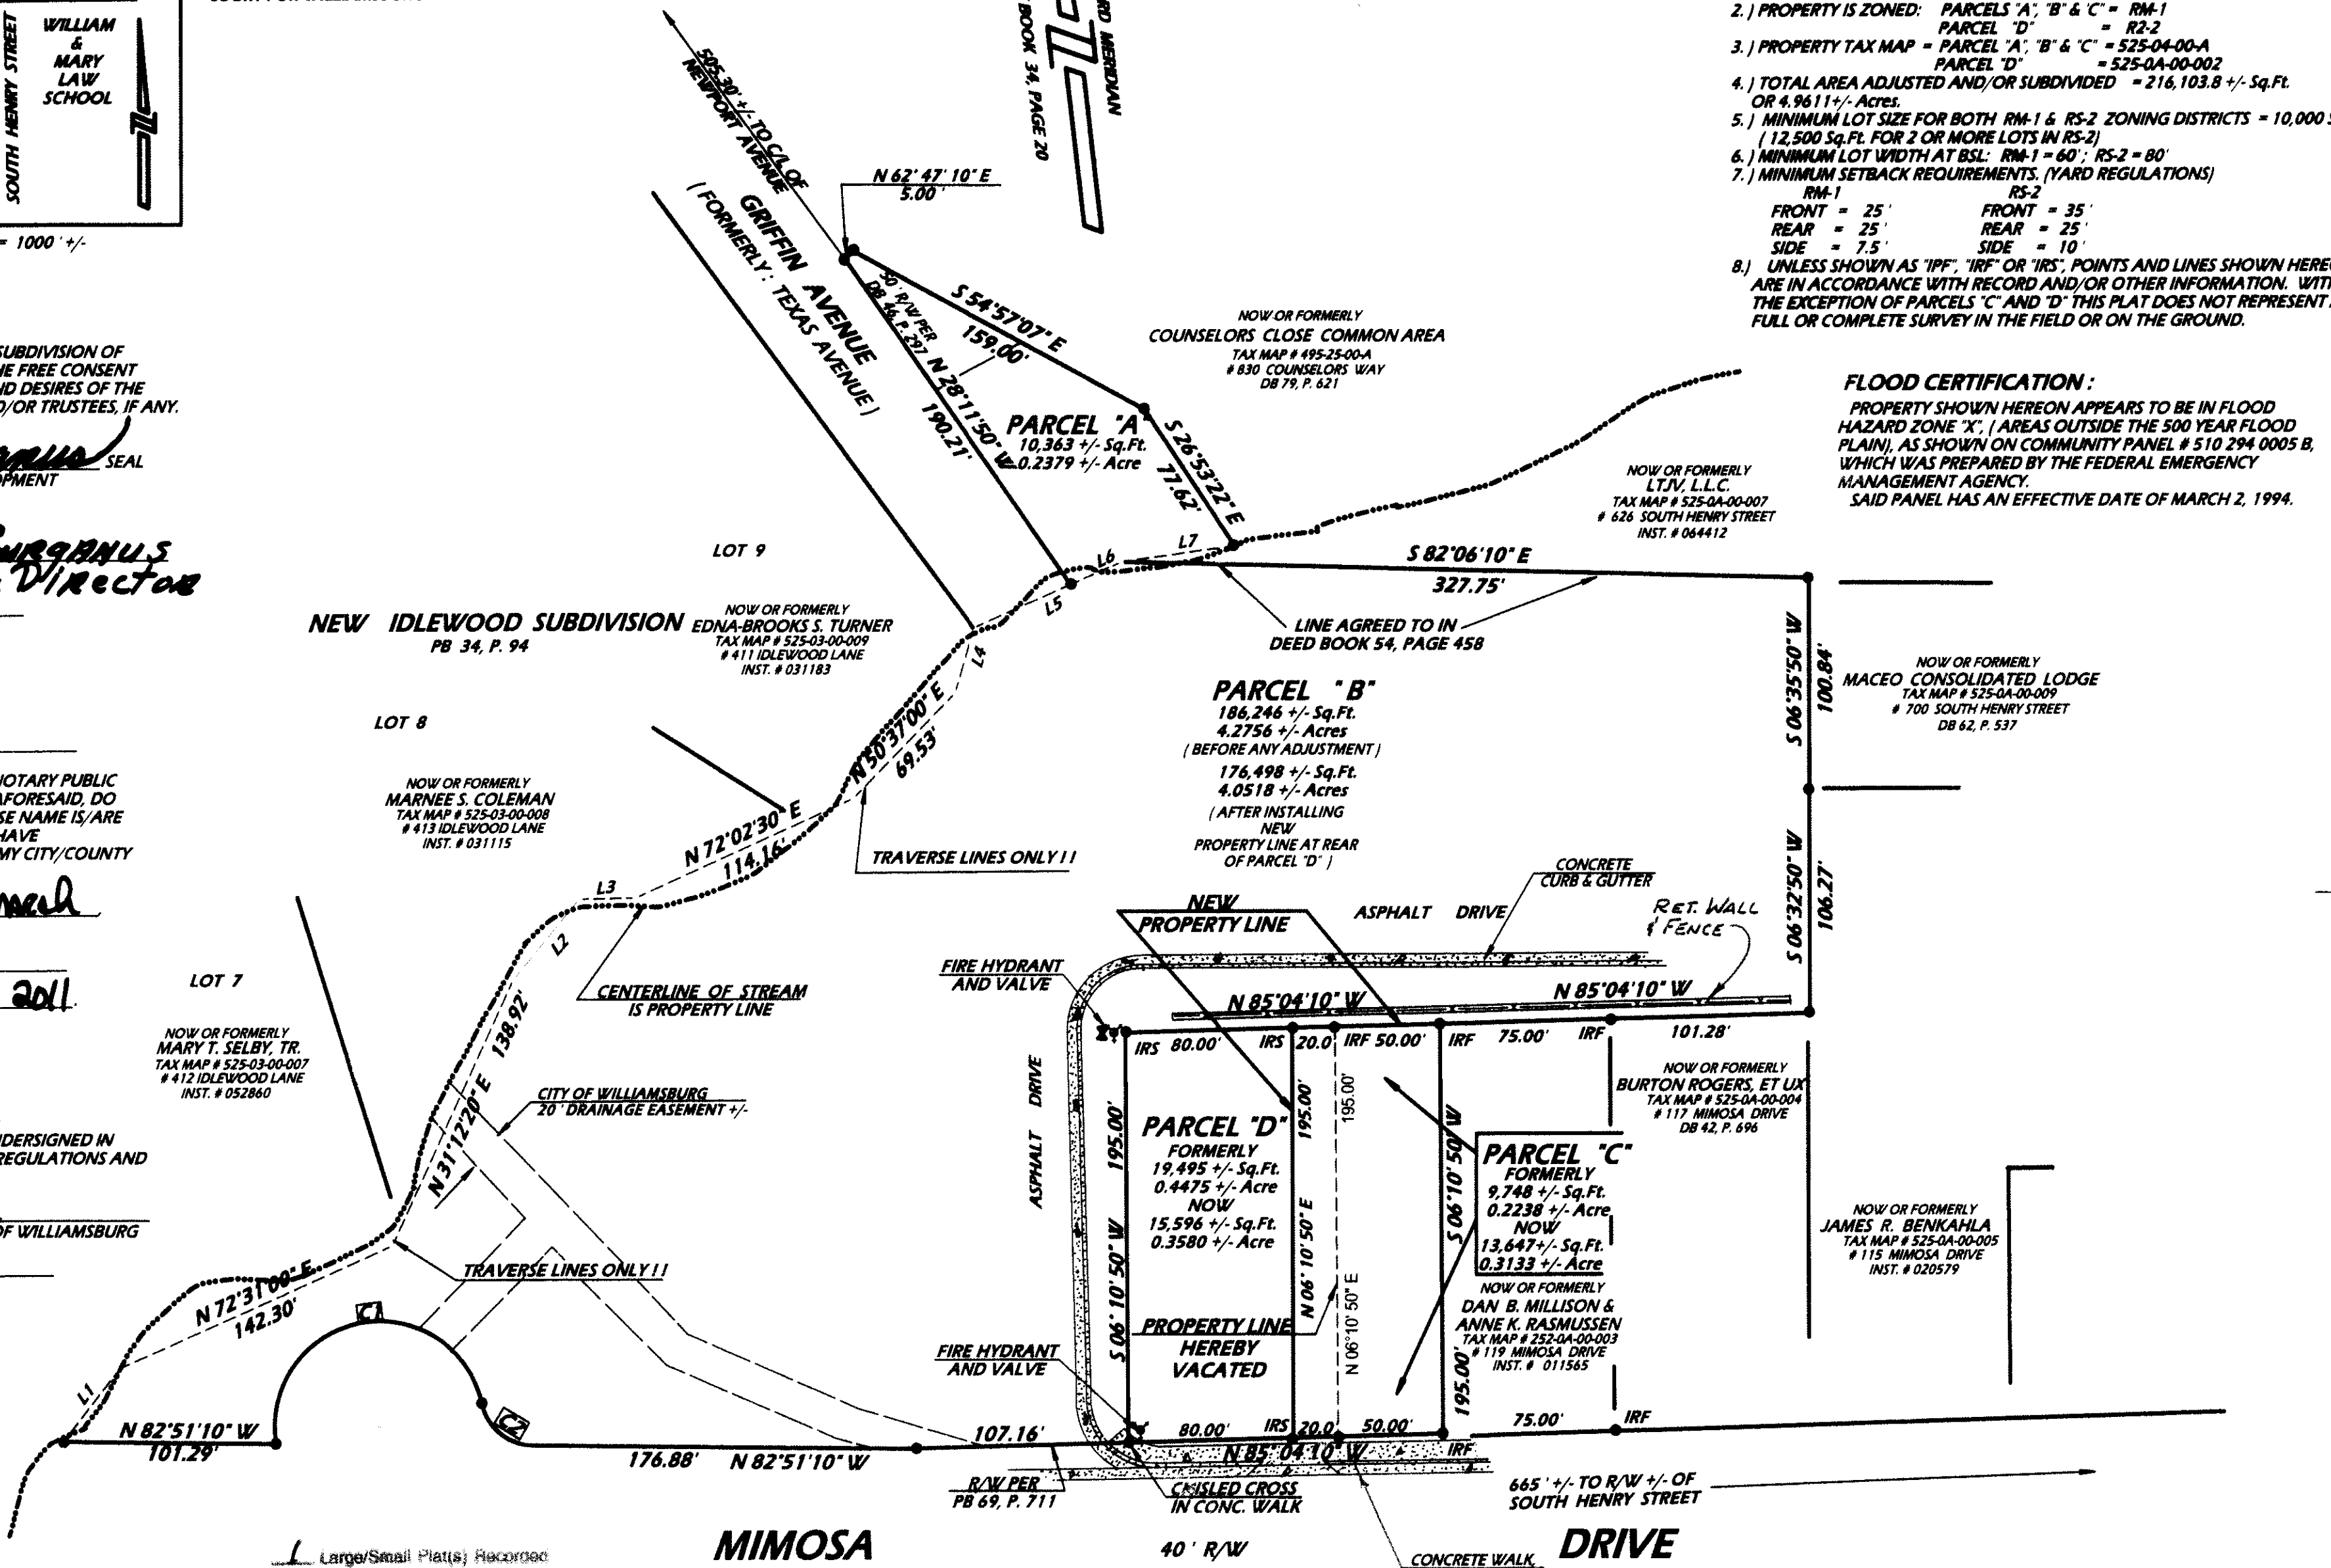 SOUTH HENRY STREET
WILLIAM
&
MARY
LAW
SCHOOL
= 1000 ' +/-
SUBDIVISION OF
HE FREE CONSENT
ND DESIRES OF THE
D/OR TRUSTEES, IF ANY.
SEAL
OPMENT
Director
NOTARY PUBLIC
AFORESAID, DO
SE NAME IS/ARE
HAVE
MY CITY/COUNTY
2011
NDERSIGNED IN
REGULATIONS AND
OF WILLIAMSBURG
RD MERIDIAN
BOOK 34, PAGE 20
2.) PROPERTY IS ZONED: PARCELS "A", "B" & "C" = RM-1
PARCEL "D" = R2-2
3.) PROPERTY TAX MAP = PARCEL "A", "B" & "C" = 525-04-00-A
PARCEL "D" = 525-0A-00-002
4.) TOTAL AREA ADJUSTED AND/OR SUBDIVIDED = 216,103.8 +/- Sq.Ft.
OR 4.9611+/- Acres.
5.) MINIMUM LOT SIZE FOR BOTH RM-1 & RS-2 ZONING DISTRICTS = 10,000 S
( 12,500 Sq.Ft. FOR 2 OR MORE LOTS IN RS-2)
6.) MINIMUM LOT WIDTH AT BSL: RM-1 = 60'; RS-2 = 80'
7.) MINIMUM SETBACK REQUIREMENTS. (YARD REGULATIONS)
RM-1 RS-2
FRONT = 25 ' FRONT = 35 '
REAR = 25 ' REAR = 25 '
SIDE = 7.5 ' SIDE = 10 '
8.) UNLESS SHOWN AS "IPF", "IRF" OR "IRS", POINTS AND LINES SHOWN HERE
ARE IN ACCORDANCE WITH RECORD AND/OR OTHER INFORMATION. WIT
THE EXCEPTION OF PARCELS "C" AND "D" THIS PLAT DOES NOT REPRESENT
FULL OR COMPLETE SURVEY IN THE FIELD OR ON THE GROUND.
FLOOD CERTIFICATION :
PROPERTY SHOWN HEREON APPEARS TO BE IN FLOOD
HAZARD ZONE "X", ( AREAS OUTSIDE THE 500 YEAR FLOOD
PLAIN), AS SHOWN ON COMMUNITY PANEL # 510 294 0005 B,
WHICH WAS PREPARED BY THE FEDERAL EMERGENCY
MANAGEMENT AGENCY.
SAID PANEL HAS AN EFFECTIVE DATE OF MARCH 2, 1994.
505.30' +/- TO C/L OF
NEWPORT AVENUE
N 62' 47' 10" E
5.00 '
GRIFFIN AVENUE
( FORMERLY : TEXAS AVENUE )
50 ' R/W PER
DB 46, P. 297
N 28°11'50" W
190.21'
S 54°57'07" E
159.00'
PARCEL "A"
10,363 +/- Sq.Ft.
0.2379 +/- Acre
S 26°53'22" E
77.62'
NOW OR FORMERLY
COUNSELORS CLOSE COMMON AREA
TAX MAP # 495-25-00-A
# 830 COUNSELORS WAY
DB 79, P. 621
NOW OR FORMERLY
LTJV, L.L.C.
TAX MAP # 525-0A-00-007
# 626 SOUTH HENRY STREET
INST. # 064412
L7
L6
L5
L4
S 82°06'10" E
327.75'
LINE AGREED TO IN
DEED BOOK 54, PAGE 458
LOT 9
NEW IDLEWOOD SUBDIVISION
PB 34, P. 94
NOW OR FORMERLY
EDNA-BROOKS S. TURNER
TAX MAP # 525-03-00-009
# 411 IDLEWOOD LANE
INST. # 031183
S 06°35'50" W
100.84'
NOW OR FORMERLY
MACEO CONSOLIDATED LODGE
TAX MAP # 525-0A-00-009
# 700 SOUTH HENRY STREET
DB 62, P. 537
S 06°32'50" W
106.27'
PARCEL "B"
186,246 +/- Sq.Ft.
4.2756 +/- Acres
( BEFORE ANY ADJUSTMENT )
176,498 +/- Sq.Ft.
4.0518 +/- Acres
( AFTER INSTALLING
NEW
PROPERTY LINE AT REAR
OF PARCEL "D" )
LOT 8
NOW OR FORMERLY
MARNEE S. COLEMAN
TAX MAP # 525-03-00-008
# 413 IDLEWOOD LANE
INST. # 031115
N 50°37'00" E
69.53'
N 72°02'30" E
114.16'
TRAVERSE LINES ONLY ! !
L3
L2
CENTERLINE OF STREAM
IS PROPERTY LINE
LOT 7
NOW OR FORMERLY
MARY T. SELBY, TR.
TAX MAP # 525-03-00-007
# 412 IDLEWOOD LANE
INST. # 052860
138.92'
N 31°12'20" E
CITY OF WILLIAMSBURG
20 ' DRAINAGE EASEMENT +/-
TRAVERSE LINES ONLY ! !
N 72°31'00" E
142.30'
L1
C1
C2
N 82°51'10" W
101.29'
176.88' N 82°51'10" W
107.16'
R/W PER
PB 69, P. 711
NEW
PROPERTY LINE
ASPHALT DRIVE
CONCRETE
CURB & GUTTER
RET. WALL
& FENCE
FIRE HYDRANT
AND VALVE
N 85°04'10" W
N 85°04'10" W
IRS 80.00' IRS 20.0' IRF 50.00' IRF 75.00' IRF 101.28'
ASPHALT DRIVE
S 06° 10' 50" W 195.00'
PARCEL "D"
FORMERLY
19,495 +/- Sq.Ft.
0.4475 +/- Acre
NOW
15,596 +/- Sq.Ft.
0.3580 +/- Acre
N 06° 10' 50" E 195.00'
195.00'
N 06°10' 50" E
PROPERTY LINE
HEREBY
VACATED
S 06°10' 50" W
195.00'
PARCEL "C"
FORMERLY
9,748 +/- Sq.Ft.
0.2238 +/- Acre
NOW
13,647+/- Sq.Ft.
0.3133 +/- Acre
NOW OR FORMERLY
DAN B. MILLISON &
ANNE K. RASMUSSEN
TAX MAP # 252-0A-00-003
# 119 MIMOSA DRIVE
INST. # 011565
NOW OR FORMERLY
BURTON ROGERS, ET UX
TAX MAP # 525-0A-00-004
# 117 MIMOSA DRIVE
DB 42, P. 696
NOW OR FORMERLY
JAMES R. BENKAHLA
TAX MAP # 525-0A-00-005
# 115 MIMOSA DRIVE
INST. # 020579
FIRE HYDRANT
AND VALVE
80.00' IRS 20.0' 50.00' IRF 75.00' IRF
N 85° 04'10" W
CHISLED CROSS
IN CONC. WALK
665 ' +/- TO R/W +/- OF
SOUTH HENRY STREET
MIMOSA DRIVE
40 ' R/W
CONCRETE WALK
1 Large/Small Plat(s) Recorded